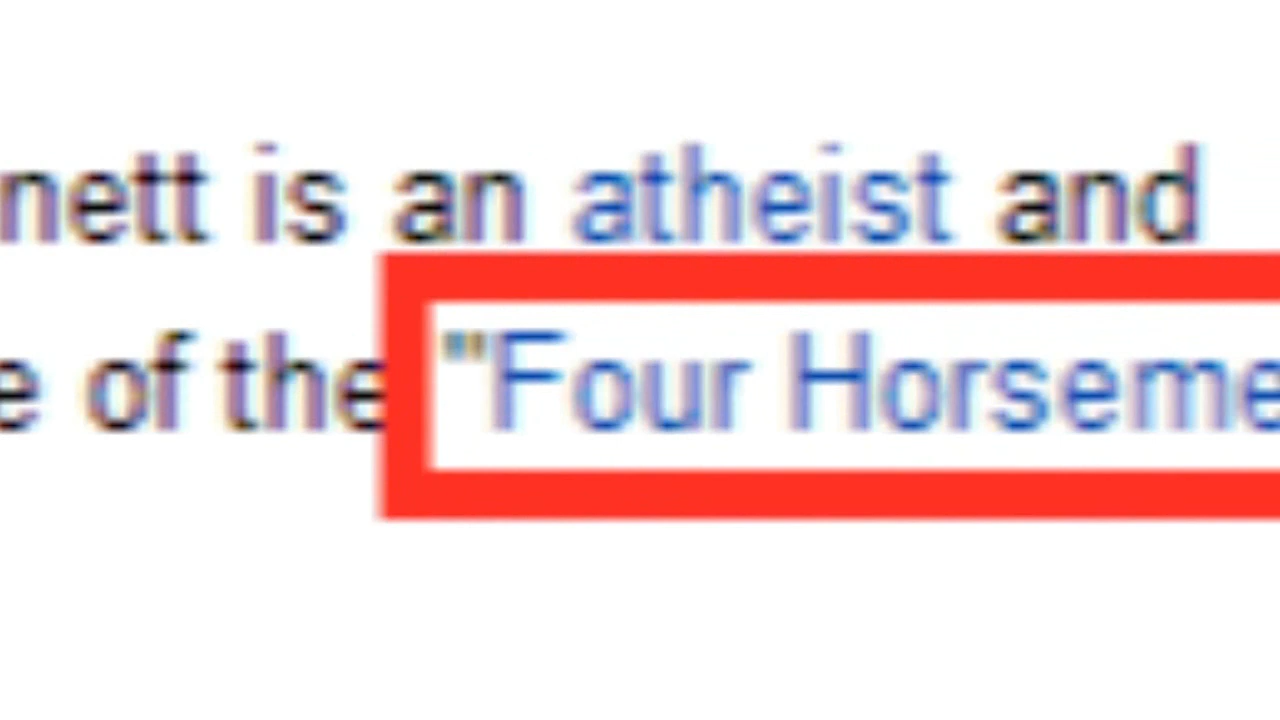 nett is an atheist and
e of the "Four Horseme